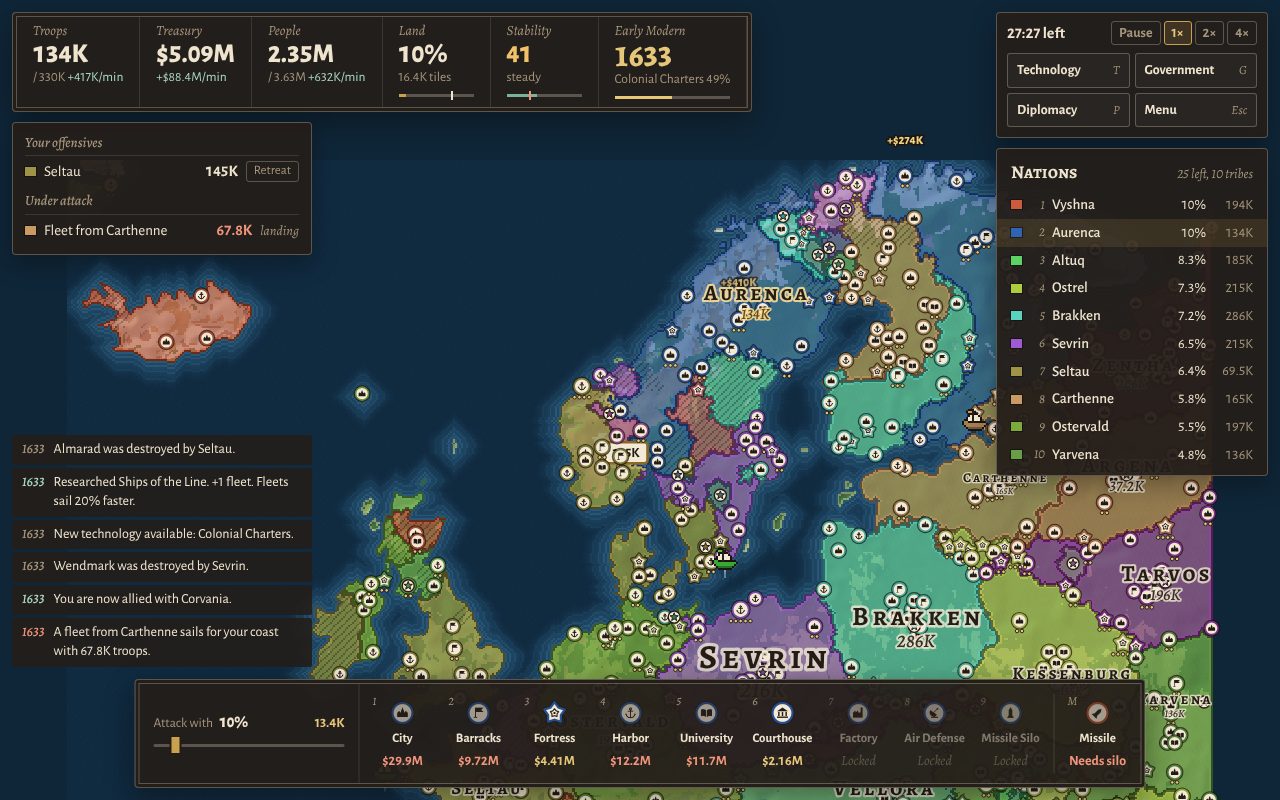 Troops
134K
/ 330K +417K/min
Treasury
$5.09M
+$88.4M/min
People
2.35M
/ 3.63M +632K/min
Land
10%
16.4K tiles
Stability
41
steady
Early Modern
1633
Colonial Charters 49%
27:27 left
Pause
1×
2×
4×
Technology T
Government G
Diplomacy P
Menu Esc
Your offensives
Seltau 145K Retreat
Under attack
Fleet from Carthenne 67.8K landing
+$274K
Nations 25 left, 10 tribes
1 Vyshna 10% 194K
2 Aurenca 10% 134K
3 Altuq 8.3% 185K
4 Ostrel 7.3% 215K
5 Brakken 7.2% 286K
6 Sevrin 6.5% 215K
7 Seltau 6.4% 69.5K
8 Carthenne 5.8% 165K
9 Ostervald 5.5% 197K
10 Yarvena 4.8% 136K
+$410K
Aurenca
134K
1633 Almarad was destroyed by Seltau.
1633 Researched Ships of the Line. +1 fleet. Fleets
sail 20% faster.
1633 New technology available: Colonial Charters.
1633 Wendmark was destroyed by Sevrin.
1633 You are now allied with Corvania.
1633 A fleet from Carthenne sails for your coast
with 67.8K troops.
Carthenne
165K
Argena
37.2K
Tarvos
196K
Brakken
286K
Sevrin
216K
Kessenburg
Yarvena
136K
Attack with 10% 13.4K
1 City $29.9M
2 Barracks $9.72M
3 Fortress $4.41M
4 Harbor $12.2M
5 University $11.7M
6 Courthouse $2.16M
7 Factory Locked
8 Air Defense Locked
9 Missile Silo Locked
M Missile Needs silo
Seltau
Vellora